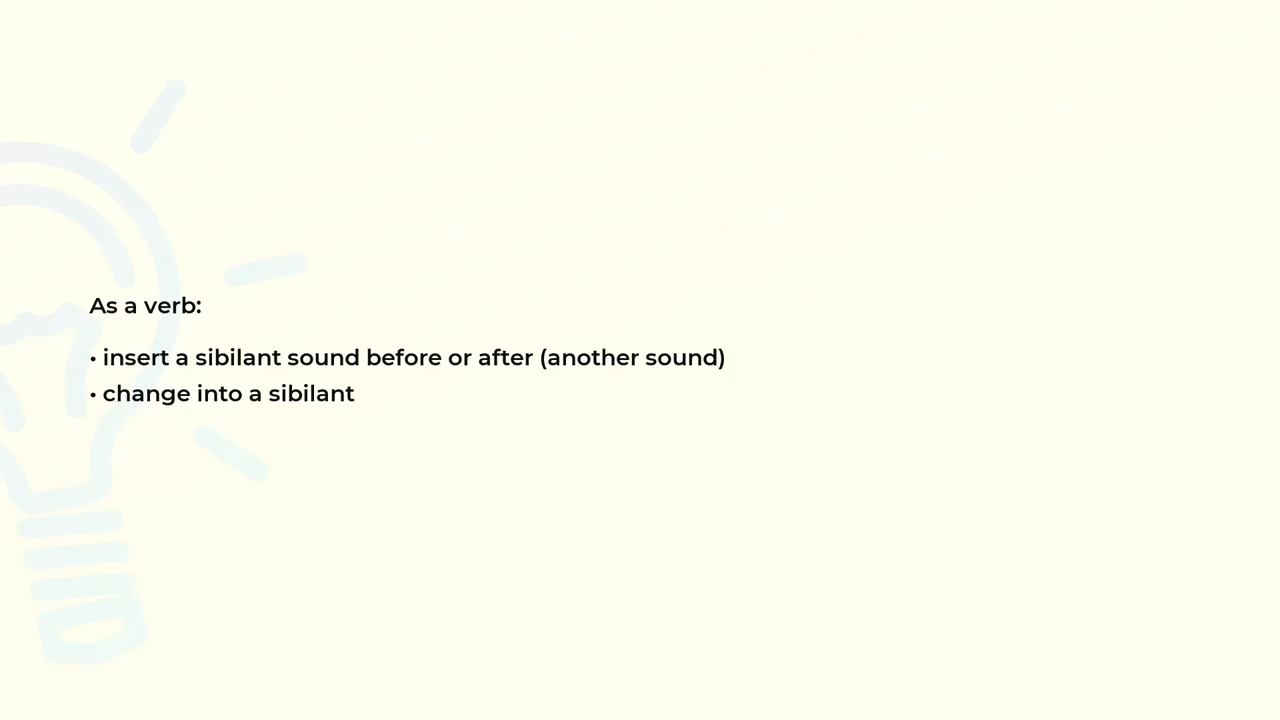 As a verb:
• insert a sibilant sound before or after (another sound)
• change into a sibilant